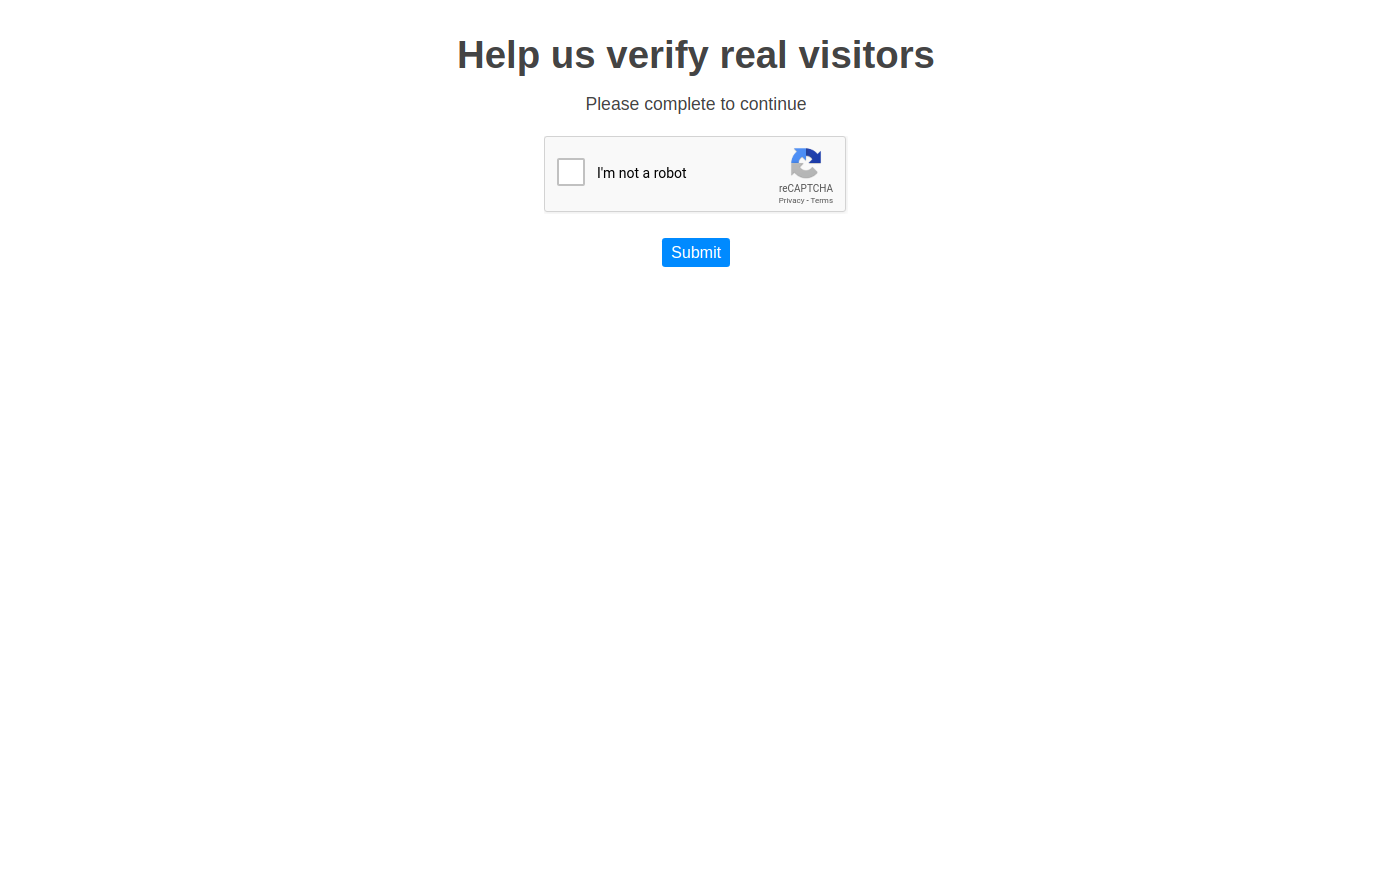 Help us verify real visitors
Please complete to continue
I'm not a robot
reCAPTCHA
Privacy - Terms
Submit